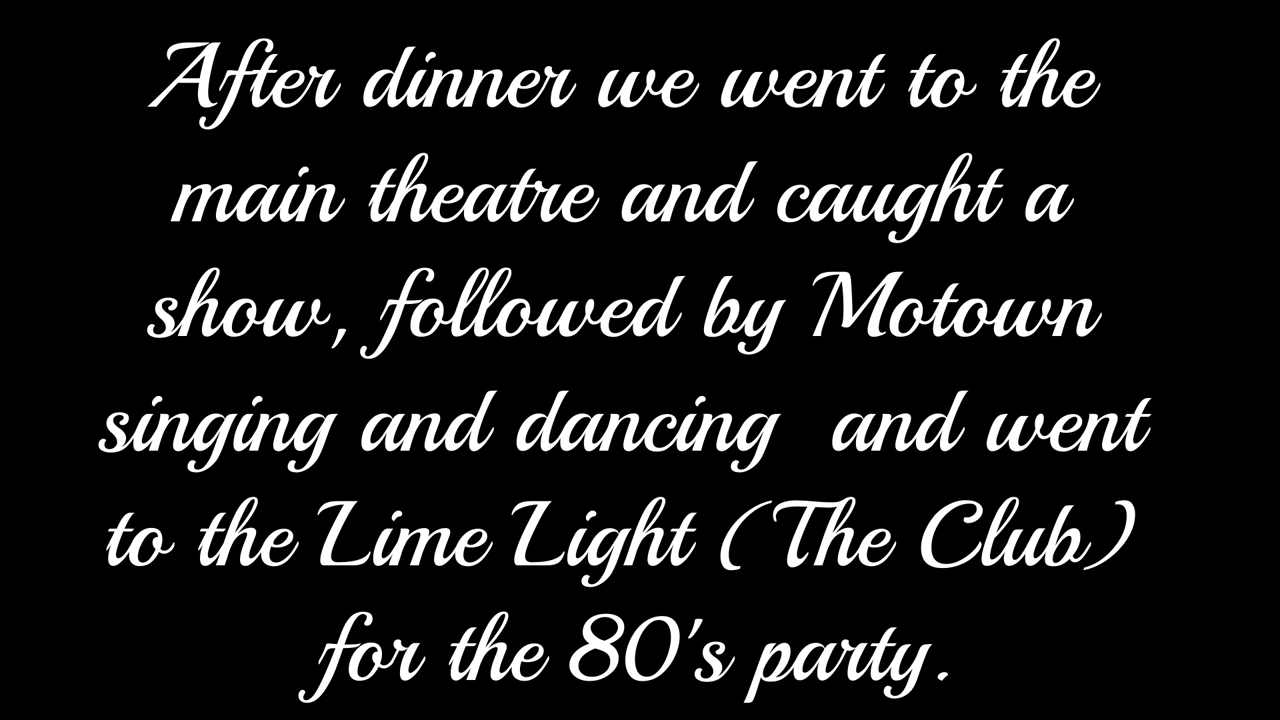 After dinner we went to the
main theatre and caught a
show, followed by Motown
singing and dancing  and went
to the Lime Light (The Club)
for the 80's party.